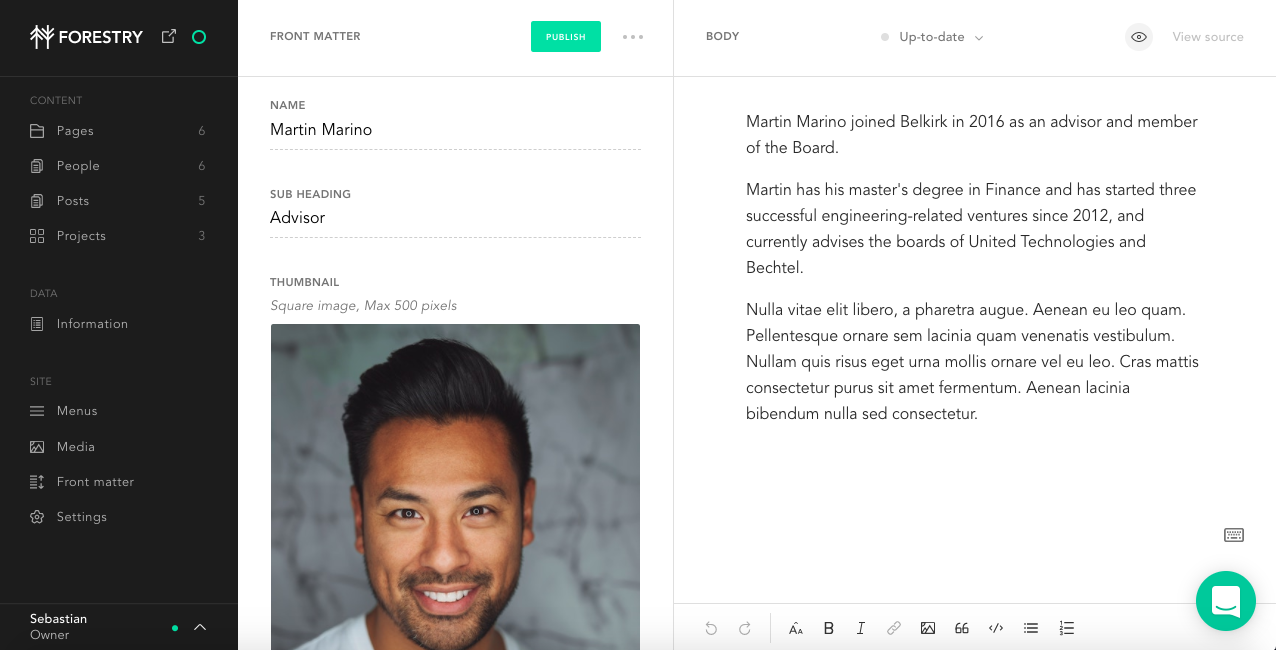 FORESTRY
CONTENT
Pages 6
People 6
Posts 5
Projects 3
DATA
Information
SITE
Menus
Media
Front matter
Settings
Sebastian
Owner
FRONT MATTER
PUBLISH
NAME
Martin Marino
SUB HEADING
Advisor
THUMBNAIL
Square image, Max 500 pixels
BODY
Up-to-date
View source
Martin Marino joined Belkirk in 2016 as an advisor and member
of the Board.
Martin has his master's degree in Finance and has started three
successful engineering-related ventures since 2012, and
currently advises the boards of United Technologies and
Bechtel.
Nulla vitae elit libero, a pharetra augue. Aenean eu leo quam.
Pellentesque ornare sem lacinia quam venenatis vestibulum.
Nullam quis risus eget urna mollis ornare vel eu leo. Cras mattis
consectetur purus sit amet fermentum. Aenean lacinia
bibendum nulla sed consectetur.